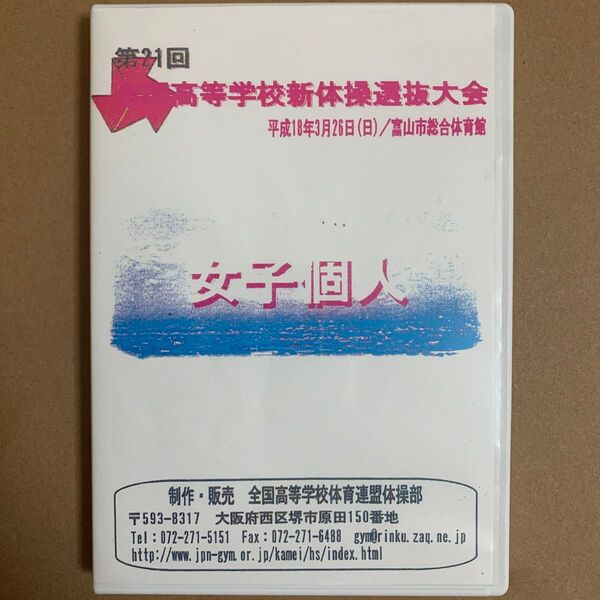 第21回
高等学校新体操選抜大会
平成18年3月26日(日)/富山市総合体育館
女子個人
制作・販売 全国高等学校体育連盟体操部
〒593-8317 大阪府西区堺市原田150番地
Tel:072-271-5151 Fax:072-271-6488 gym@rinku.zaq.ne.jp
http://www.jpn-gym.or.jp/kamei/hs/index.html